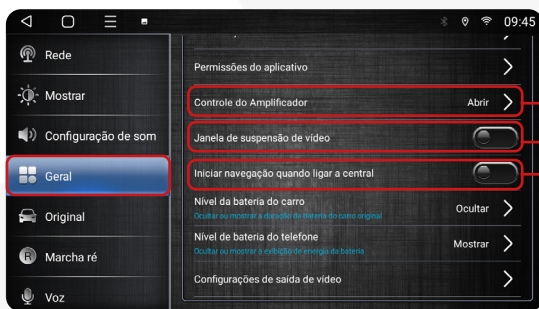 09:45
Rede
Mostrar
Configuração de som
Geral
Original
Marcha ré
Voz
Permissões do aplicativo
Controle do Amplificador Abrir
Janela de suspensão de vídeo
Iniciar navegação quando ligar a central
Nível da bateria do carro Ocultar
Ocultar ou mostrar a duração da bateria do carro original
Nível de bateria do telefone Mostrar
Ocultar ou mostrar a exibição de energia da bateria
Configurações de saída de vídeo